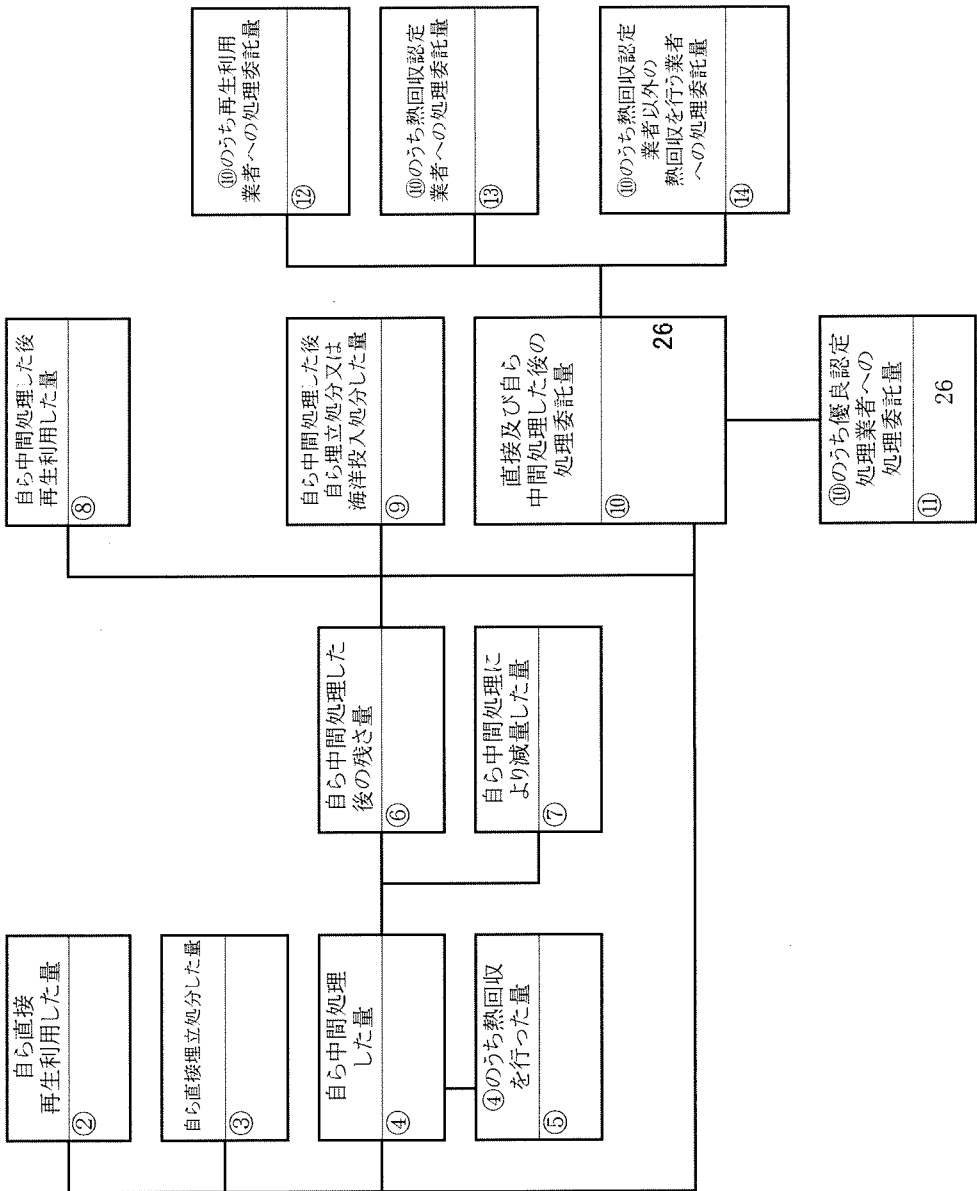 自ら直接
再生利用した量
②
自ら直接埋立処分した量
③
自ら中間処理
した量
④
④のうち熱回収
を行った量
⑤
自ら中間処理した
後の残さ量
⑥
自ら中間処理に
より減量した量
⑦
自ら中間処理した後
再生利用した量
⑧
自ら中間処理した後
自ら埋立処分又は
海洋投入処分した量
⑨
直接及び自ら
中間処理した後の
処理委託量
⑩
26
⑩のうち優良認定
処理業者への
処理委託量
⑪
26
⑩のうち再生利用
業者への処理委託量
⑫
⑩のうち熱回収認定
業者への処理委託量
⑬
⑩のうち熱回収認定
業者以外の
熱回収を行う業者
への処理委託量
⑭